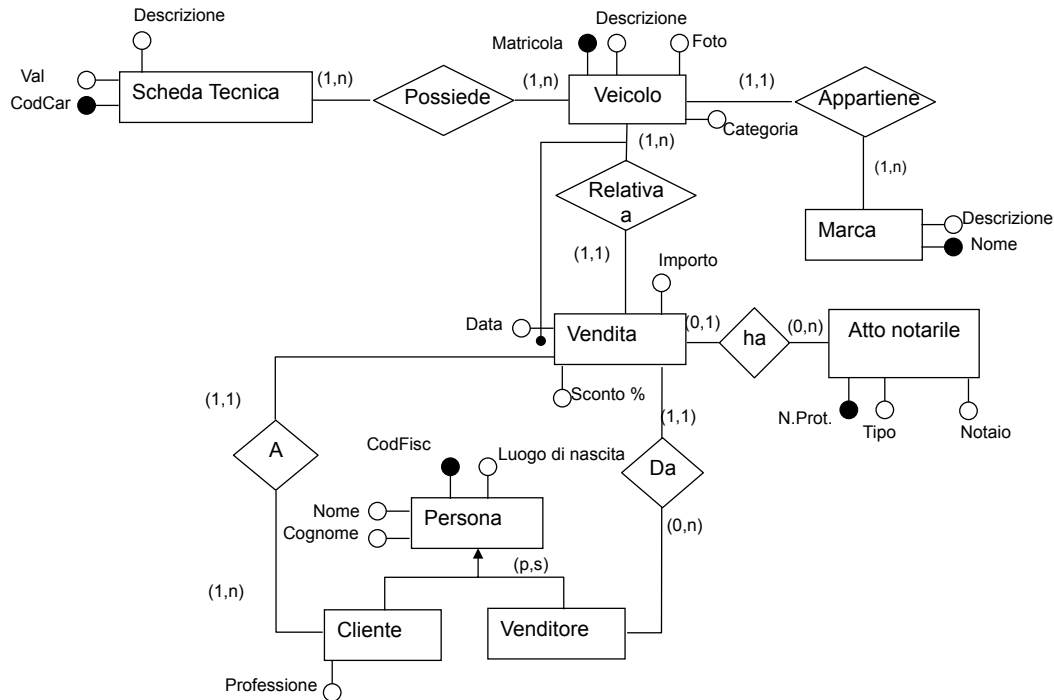 Descrizione
Descrizione
Matricola
Foto
Val
CodCar
Scheda Tecnica
(1,n)
Possiede
(1,n)
Veicolo
(1,1)
Appartiene
Categoria
(1,n)
(1,n)
Relativa
a
Marca
Descrizione
Nome
(1,1)
Importo
Data
Vendita
(0,1)
ha
(0,n)
Atto notarile
Sconto %
(1,1)
(1,1)
N.Prot.
Tipo
Notaio
A
CodFisc
Luogo di nascita
Da
Nome
Cognome
Persona
(0,n)
(p,s)
(1,n)
Cliente
Venditore
Professione